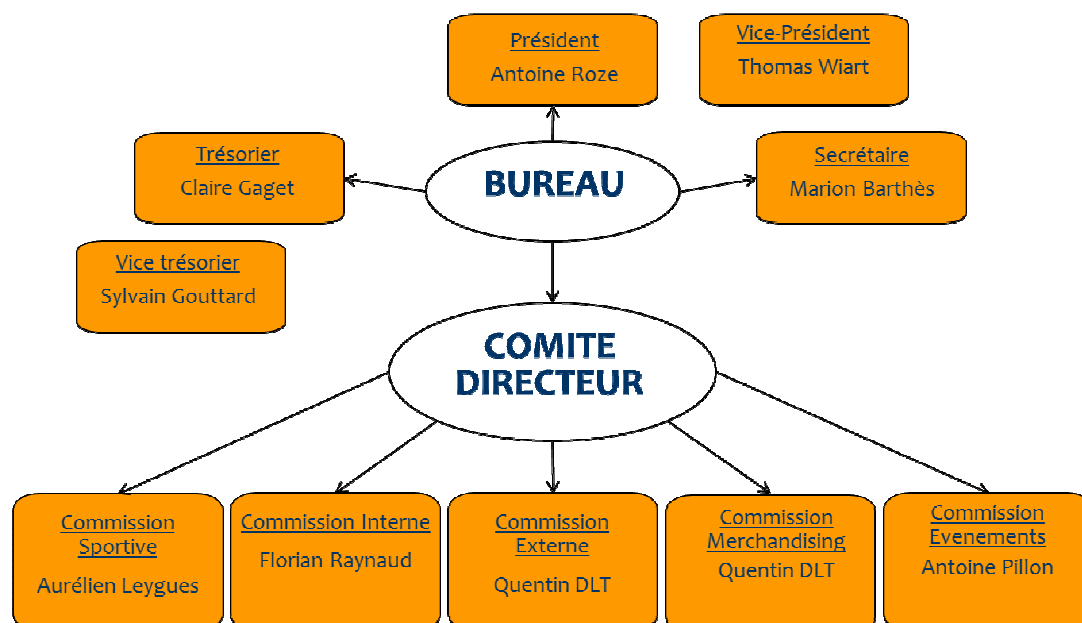 Président
Antoine Roze
Vice-Président
Thomas Wiart
Trésorier
Claire Gaget
BUREAU
Secrétaire
Marion Barthès
Vice trésorier
Sylvain Gouttard
COMITE
DIRECTEUR
Commission
Sportive
Aurélien Leygues
Commission Interne
Florian Raynaud
Commission
Externe
Quentin DLT
Commission
Merchandising
Quentin DLT
Commission
Evenements
Antoine Pillon